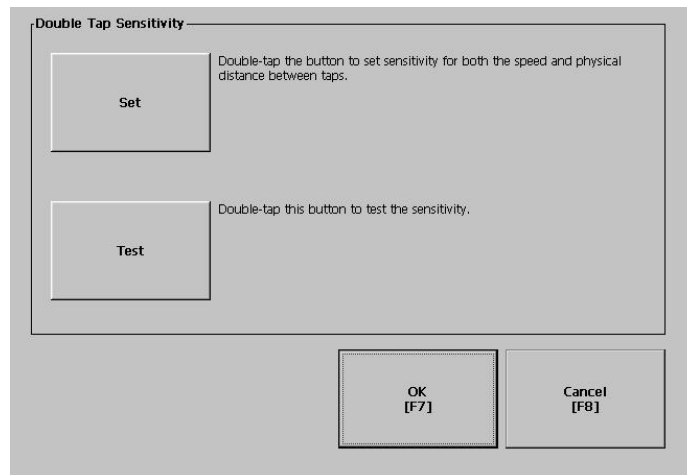 Double Tap Sensitivity
Double-tap the button to set sensitivity for both the speed and physical
distance between taps.
Set
Double-tap this button to test the sensitivity.
Test
OK
[F7]
Cancel
[F8]